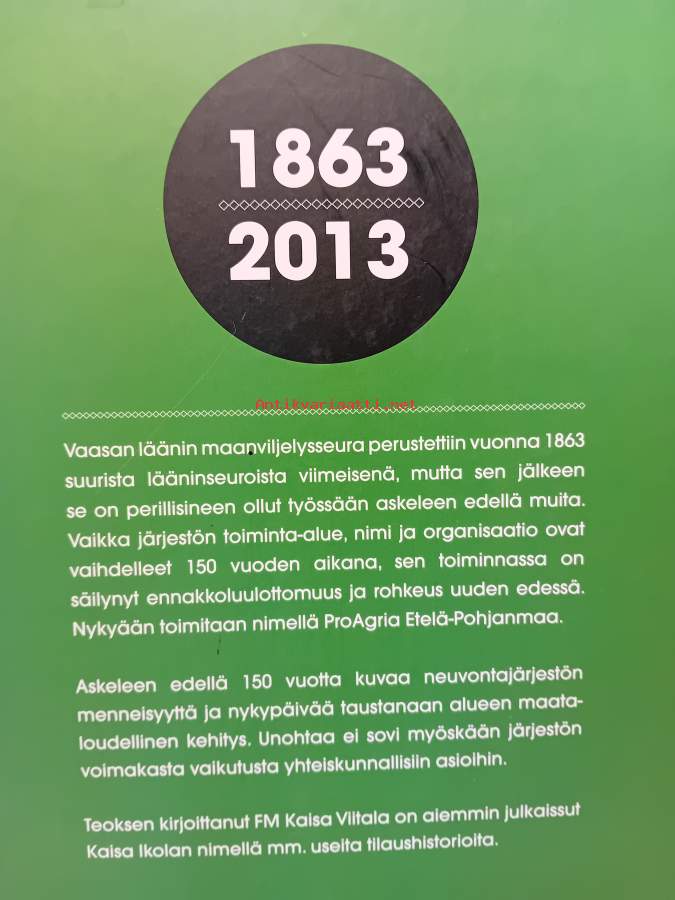 1863
2013
Antikvariaatti.net
Vaasan läänin maanviljelysseura perustettiin vuonna 1863
suurista lääninseuroista viimeisenä, mutta sen jälkeen
se on perillisineen ollut työssään askeleen edellä muita.
Vaikka järjestön toiminta-alue, nimi ja organisaatio ovat
vaihdelleet 150 vuoden aikana, sen toiminnassa on
säilynyt ennakkoluulottomuus ja rohkeus uuden edessä.
Nykyään toimitaan nimellä ProAgria Etelä-Pohjanmaa.
Askeleen edellä 150 vuotta kuvaa neuvontajärjestön
menneisyyttä ja nykypäivää taustanaan alueen maata-
loudellinen kehitys. Unohtaa ei sovi myöskään järjestön
voimakasta vaikutusta yhteiskunnallisiin asioihin.
Teoksen kirjoittanut FM Kaisa Viitala on aiemmin julkaissut
Kaisa Ikolan nimellä mm. useita tilaushistorioita.